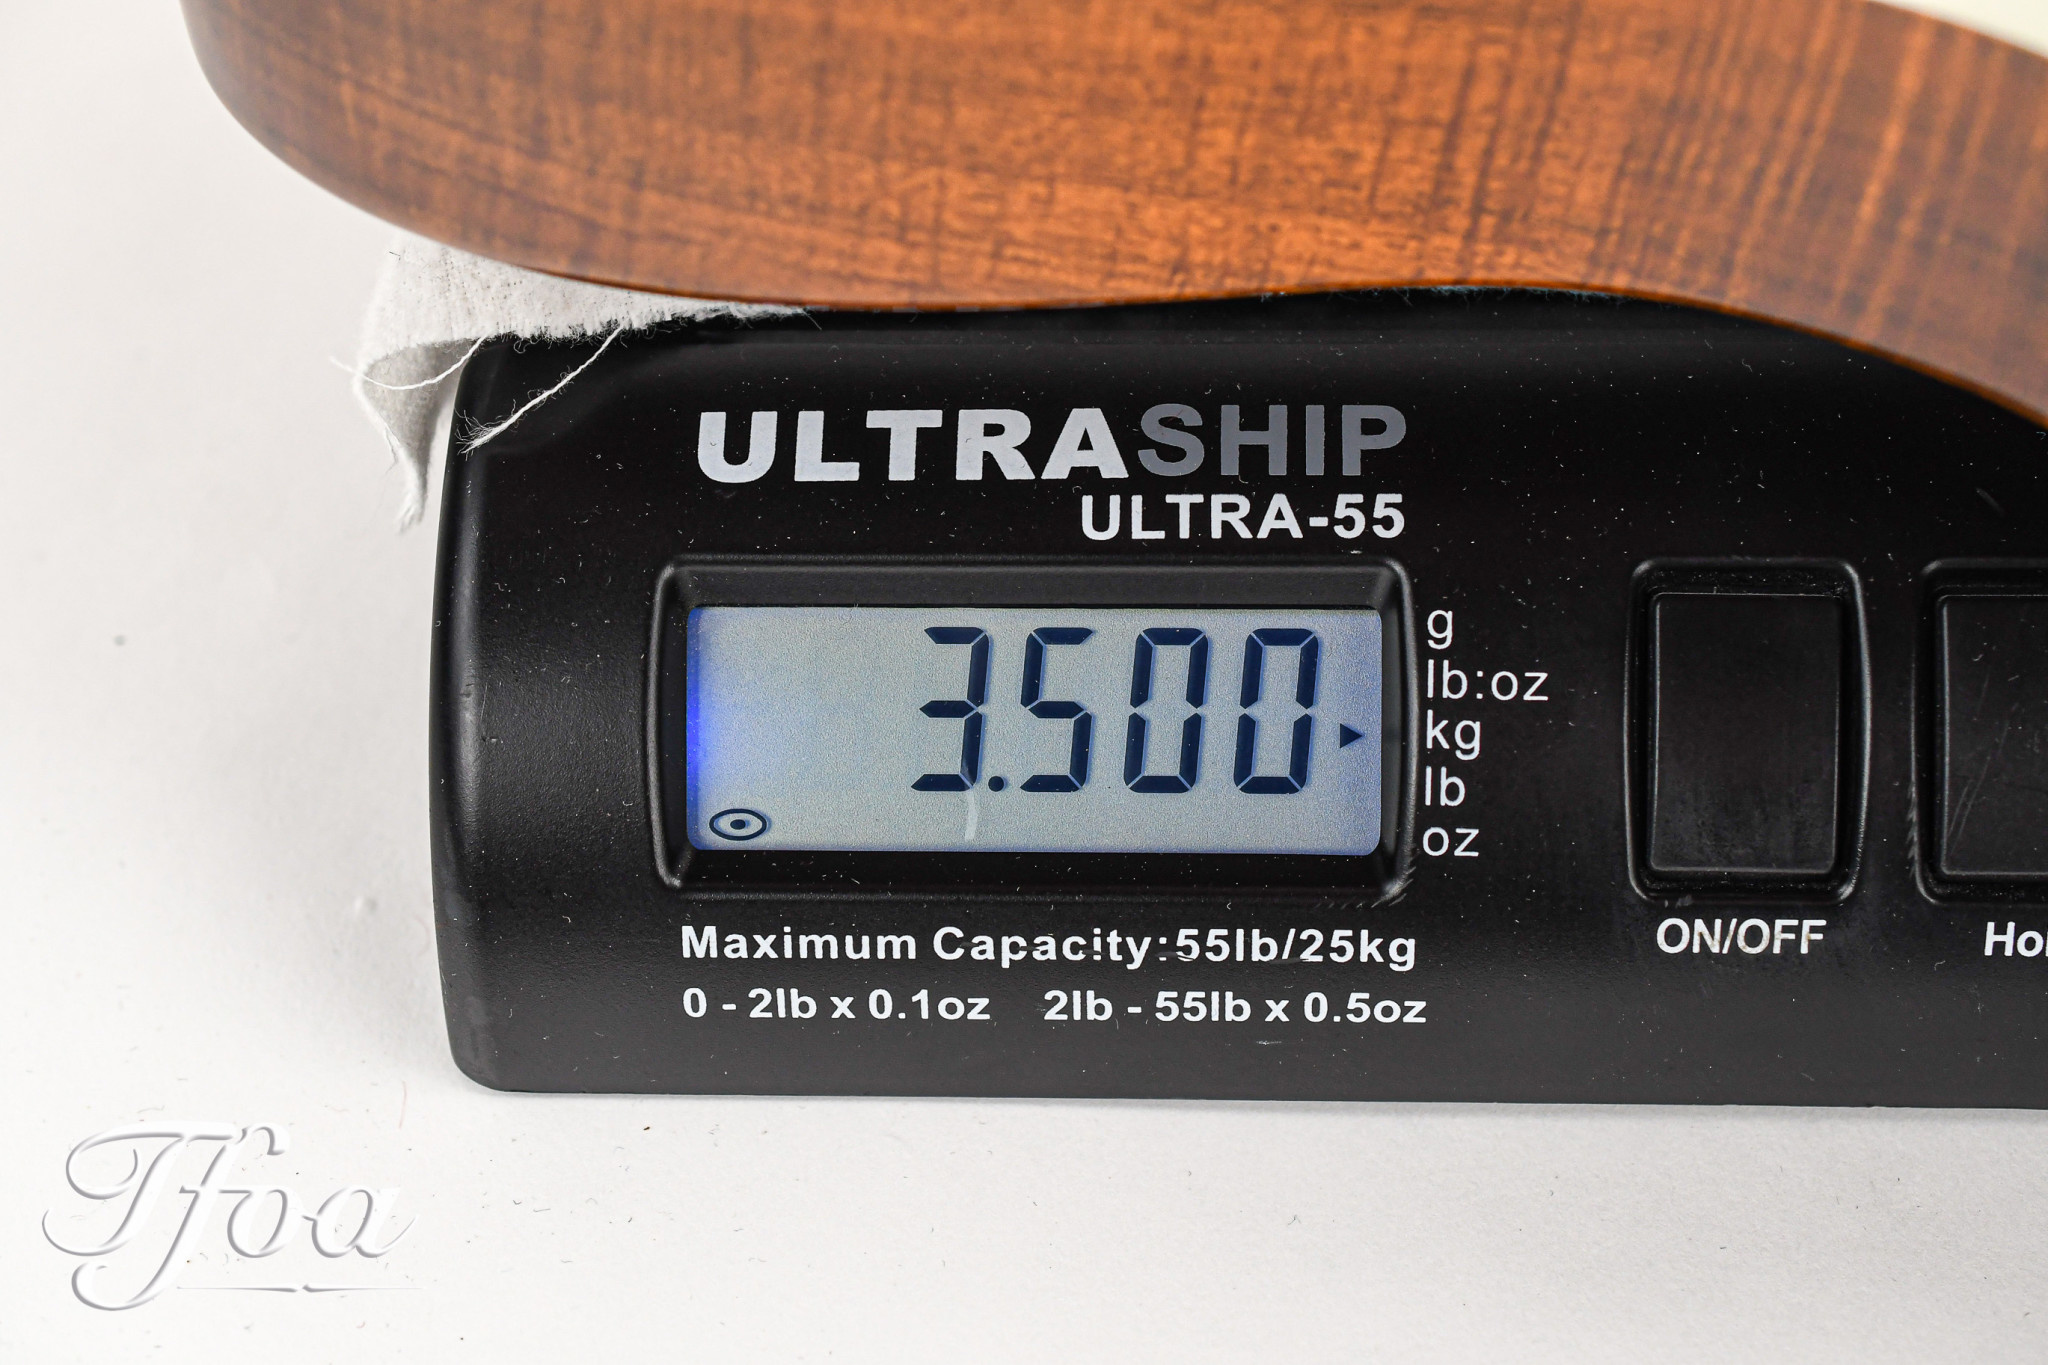 ULTRASHIP
ULTRA-55
3.500
g
lb:oz
kg
lb
oz
ON/OFF
Maximum Capacity:55lb/25kg
0 - 2lb x 0.1oz 2lb - 55lb x 0.5oz
Tfoa